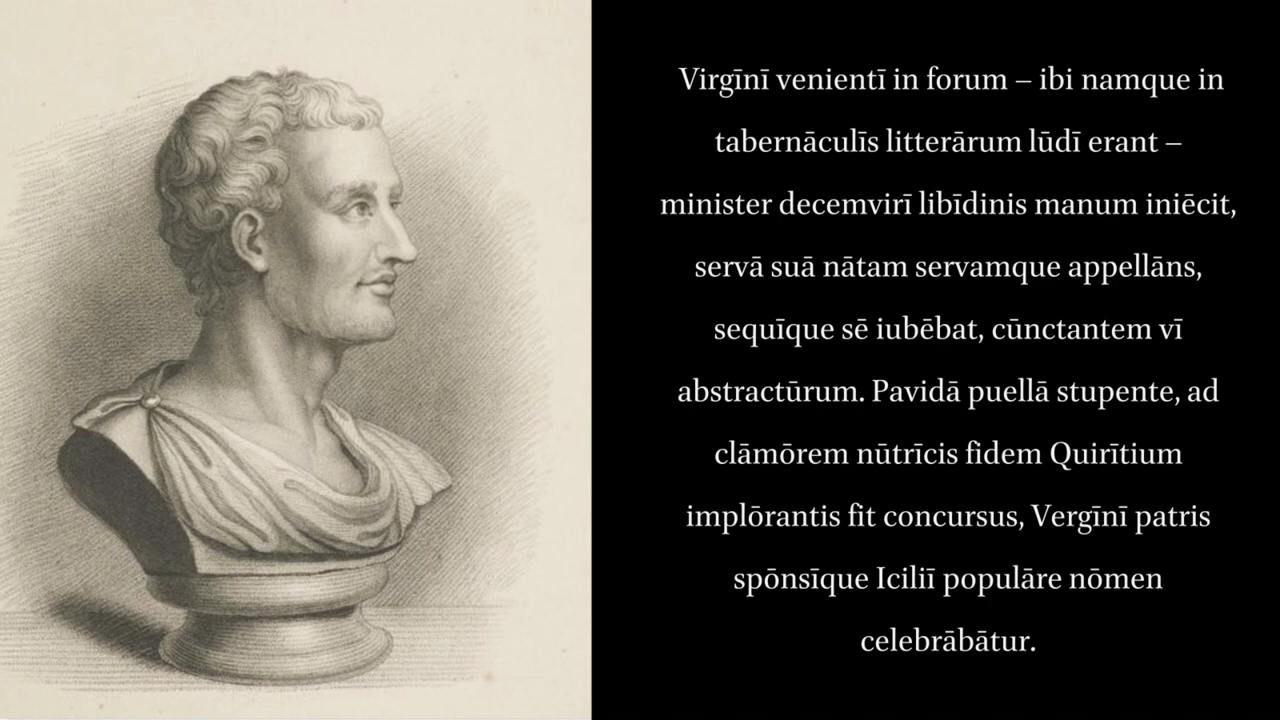 Virgīnī venientī in forum – ibi namque in
tabernāculīs litterārum lūdī erant –
minister decemvirī libīdinis manum iniēcit,
servā suā nātam servamque appellāns,
sequīque sē iubēbat, cūnctantem vī
abstractūrum. Pavidā puellā stupente, ad
clāmōrem nūtrīcis fidem Quirītium
implōrantis fit concursus, Vergīnī patris
spōnsīque Iciliī populāre nōmen
celebrābātur.